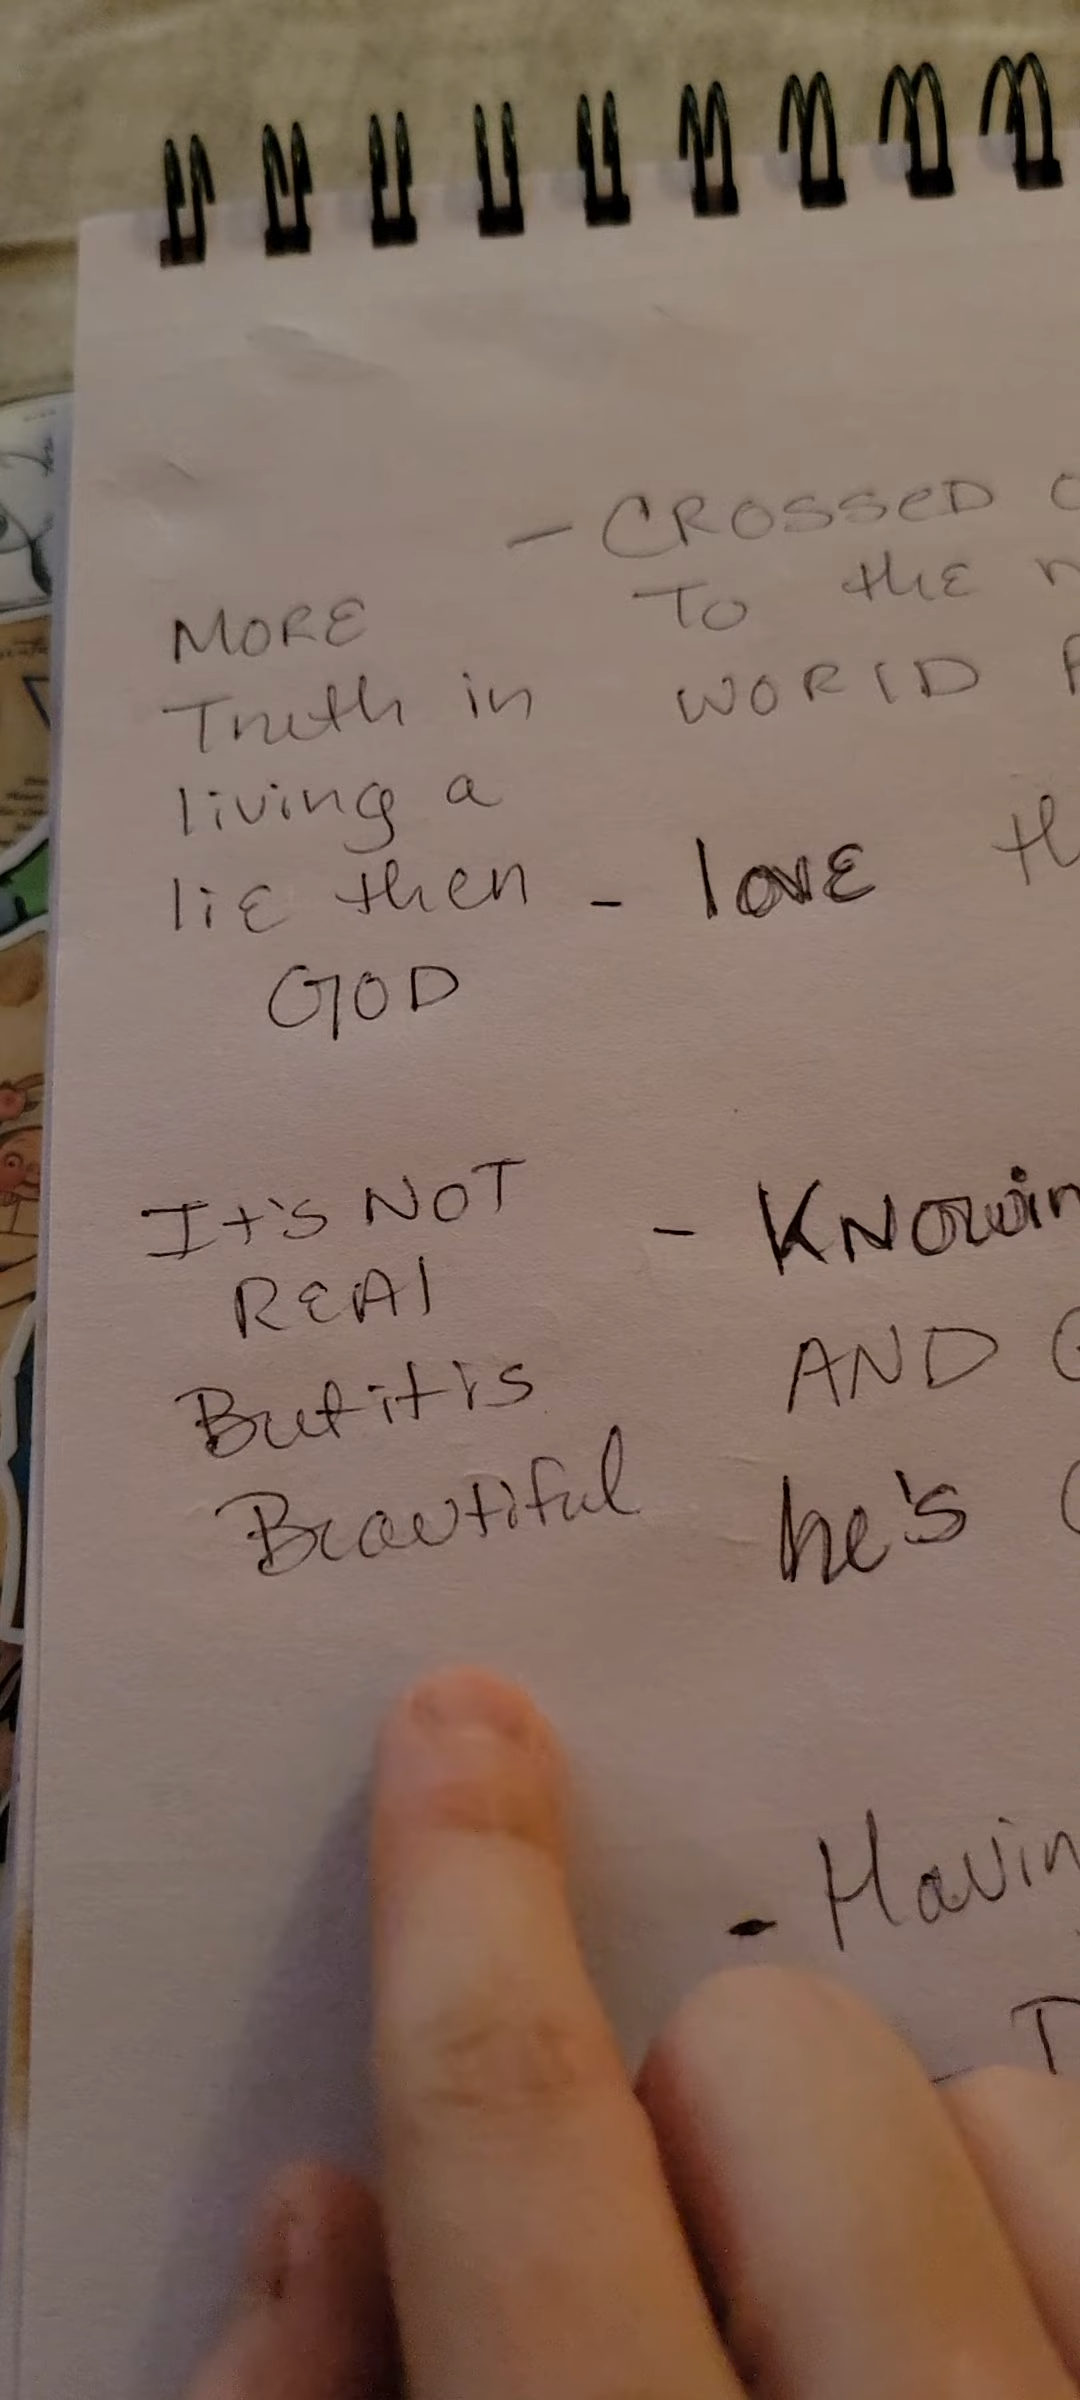 MORE
Truth in
living a
lie then
GOD
It's NOT
REAl
But it is
Beautiful
- CROSSED
To the
WORlD
- love
- KNOwin
AND
he's
- Havin